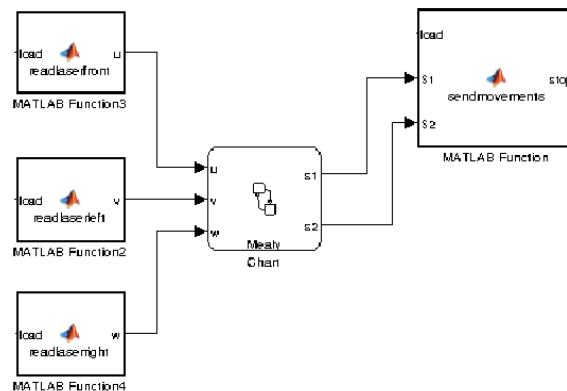 load u
readlaserfront
MATLAB Function3
load v
readlaserleft
MATLAB Function2
load w
readlaserright
MATLAB Function4
u s1
v
w s2
Mealy
Chart
load
S1 stop
sendmovements
S2
MATLAB Function